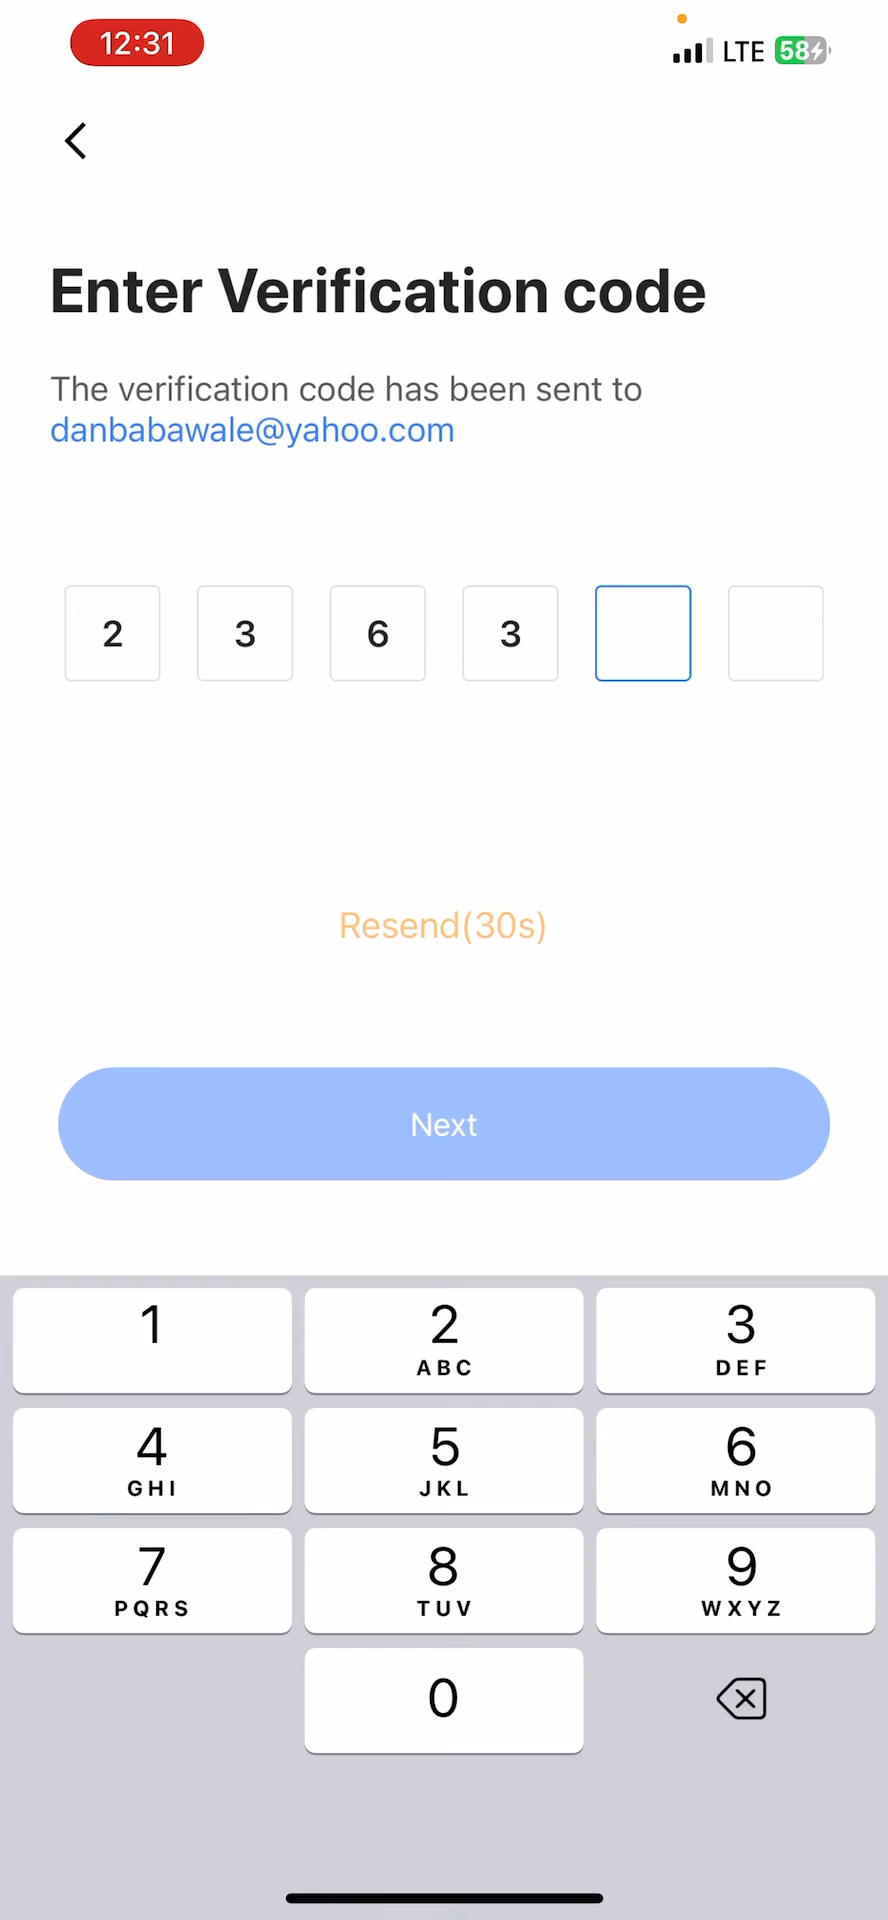 12:31
LTE 58
Enter Verification code
The verification code has been sent to
danbabawale@yahoo.com
2 3 6 3
Resend(30s)
Next
1 2 3
ABC DEF
4 5 6
GHI JKL MNO
7 8 9
PQRS TUV WXYZ
0